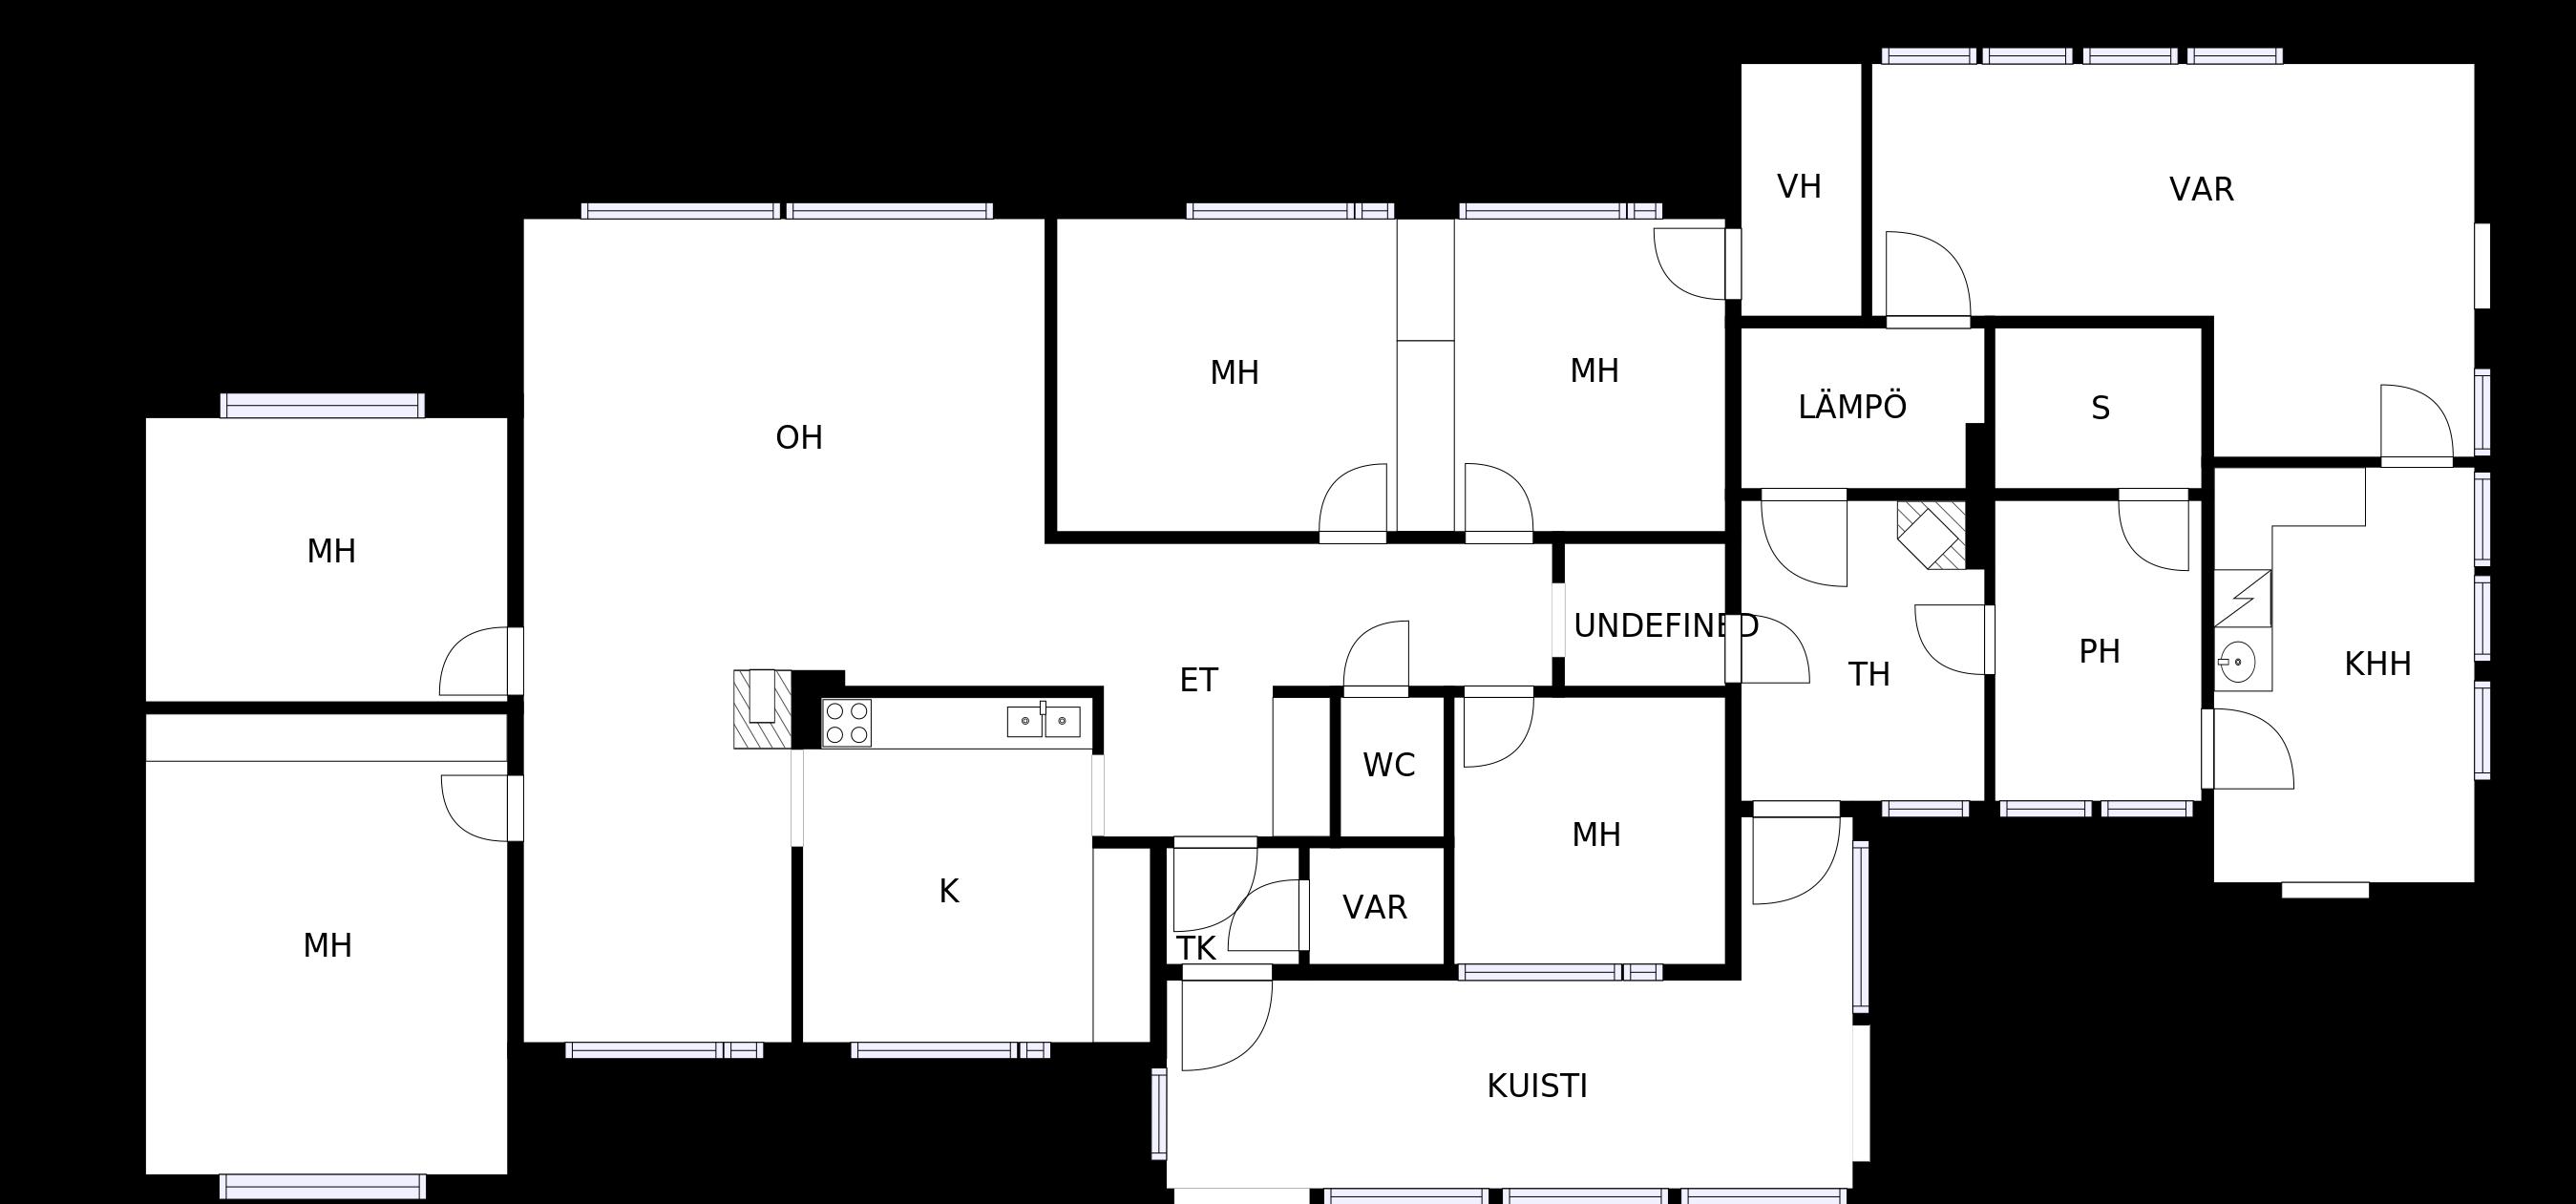 VH
VAR
MH
MH
LÄMPÖ
S
OH
MH
UNDEFINED
ET
TH
PH
KHH
WC
MH
K
VAR
MH
TK
KUISTI